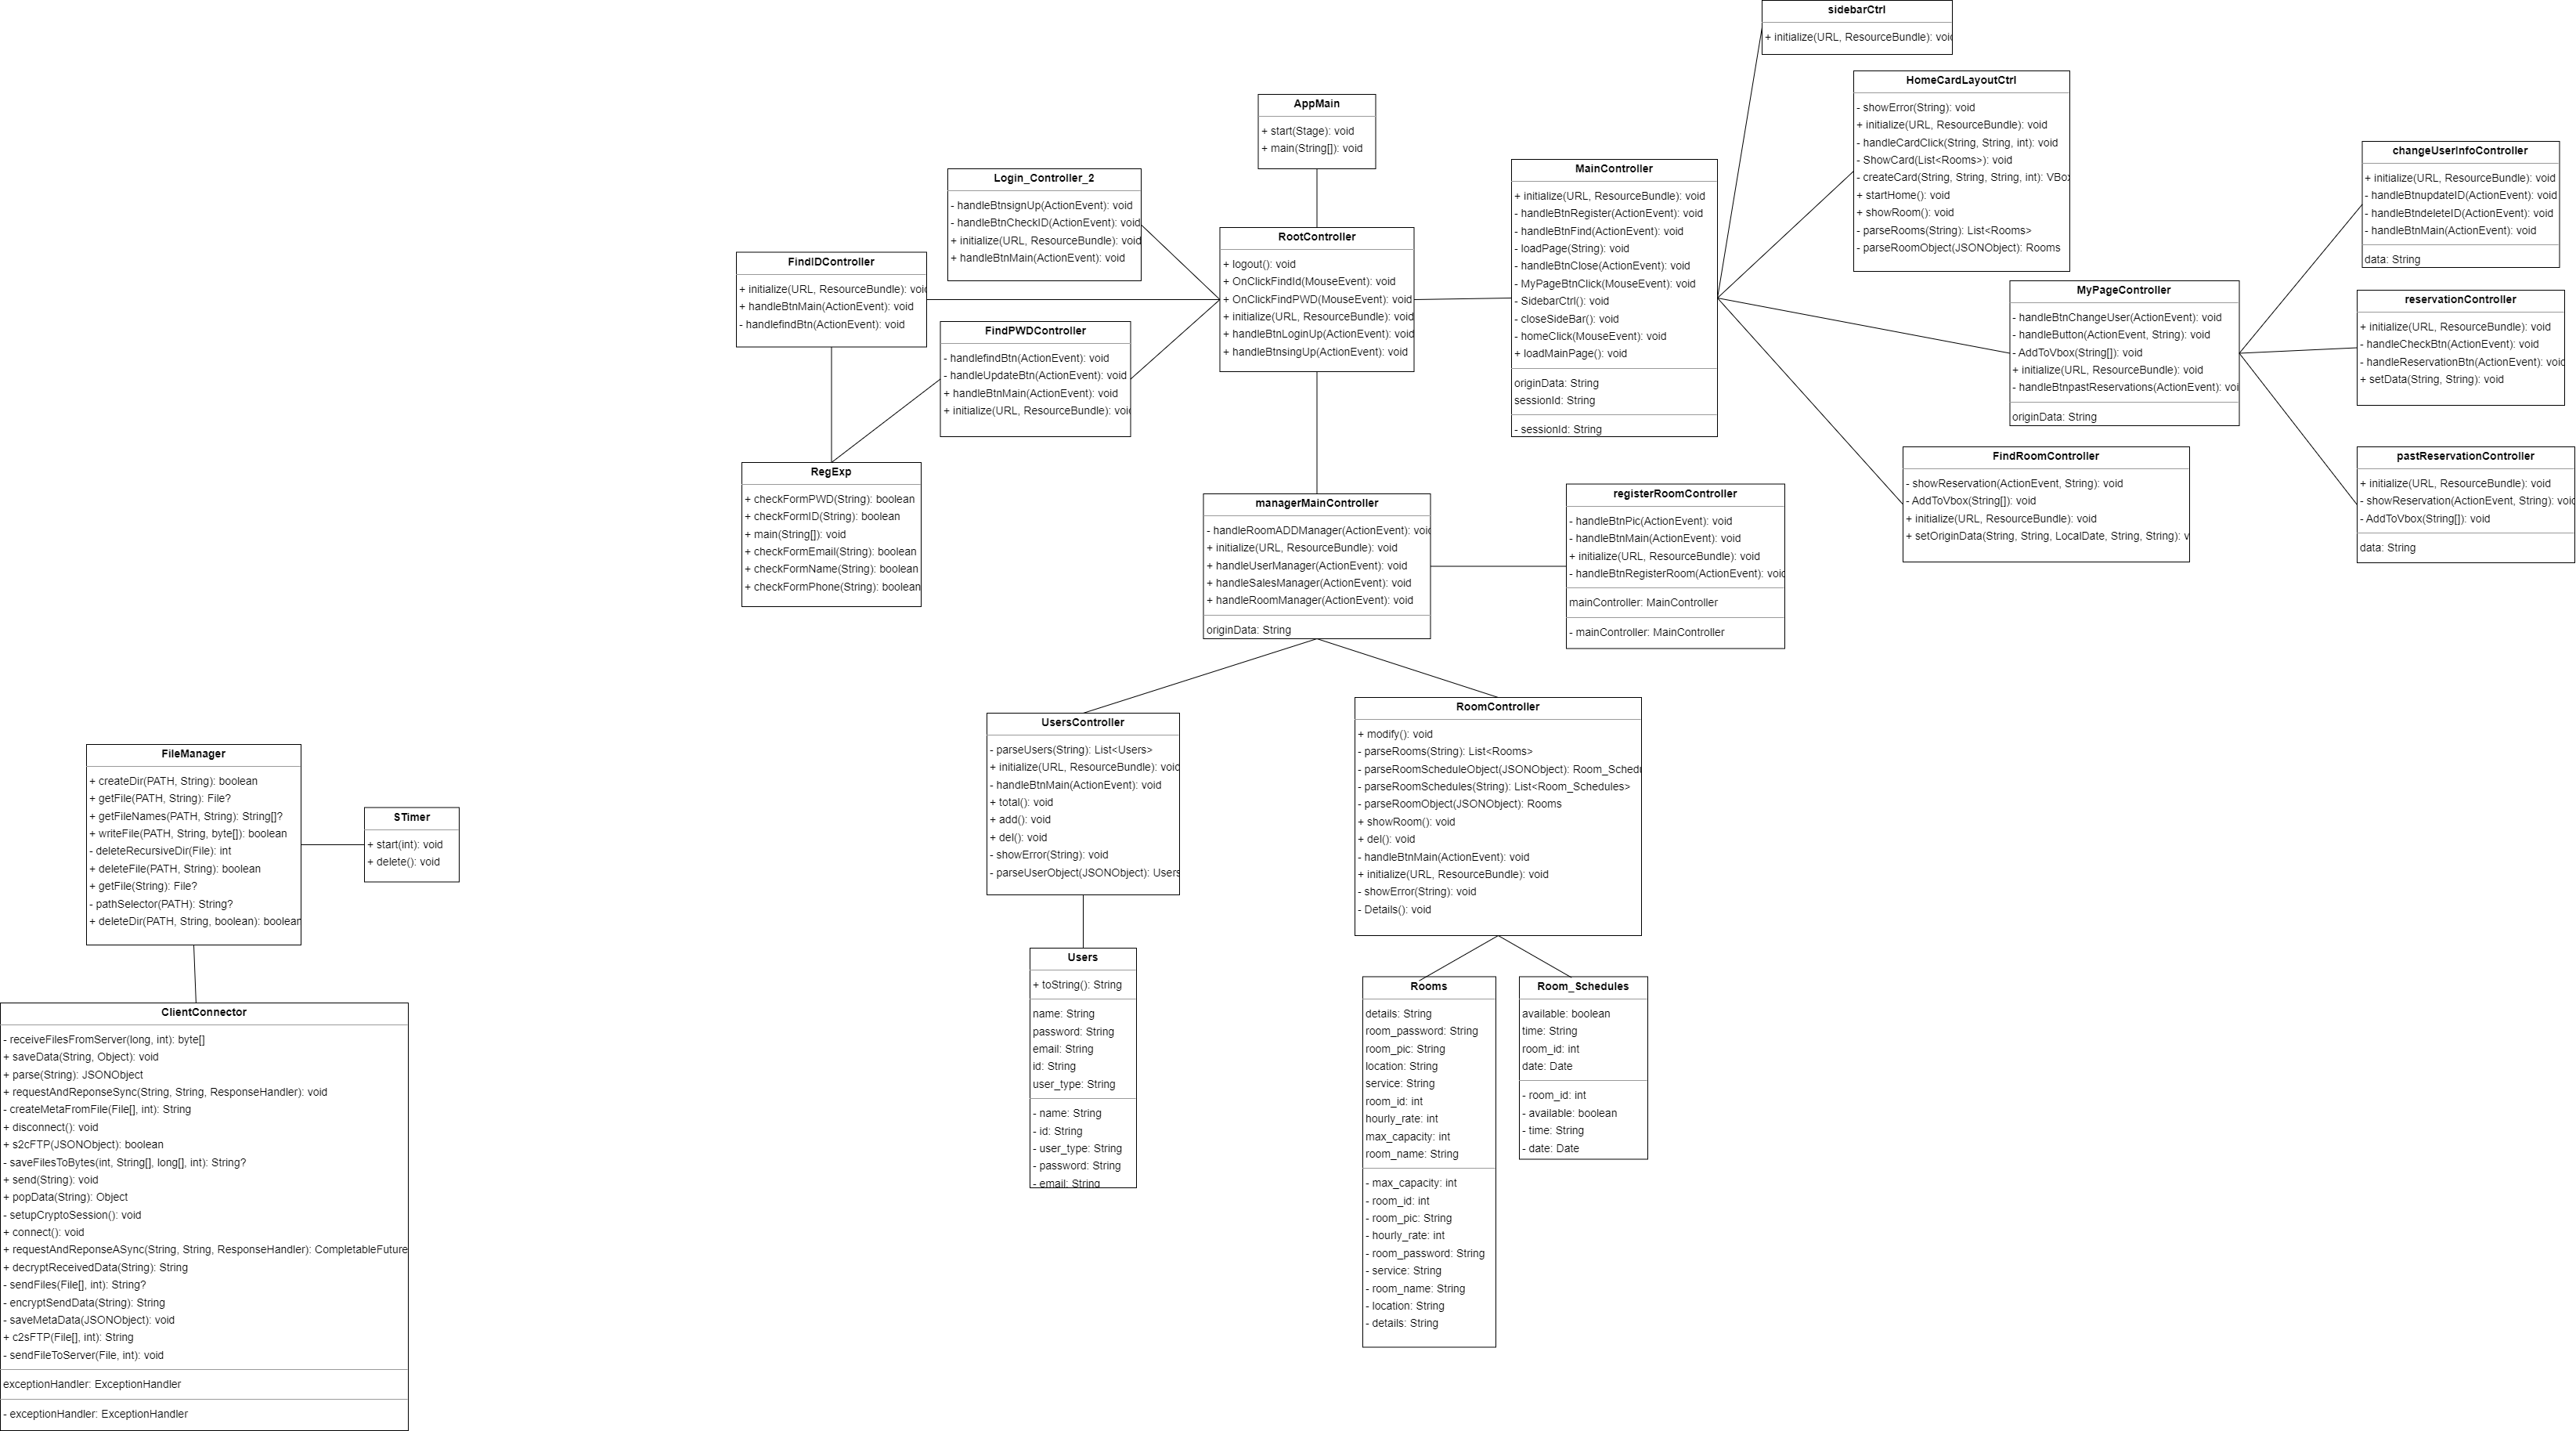 sidebarCtrl
+ initialize(URL, ResourceBundle): void
HomeCardLayoutCtrl
- showError(String): void
+ initialize(URL, ResourceBundle): void
- handleCardClick(String, String, int): void
- ShowCard(List<Rooms>): void
- createCard(String, String, String, int): VBox
+ startHome(): void
+ showRoom(): void
- parseRooms(String): List<Rooms>
- parseRoomObject(JSONObject): Rooms
AppMain
+ start(Stage): void
+ main(String[]): void
changeUserInfoController
+ initialize(URL, ResourceBundle): void
- handleBtnupdateID(ActionEvent): void
- handleBtndeleteID(ActionEvent): void
- handleBtnMain(ActionEvent): void
data: String
MainController
+ initialize(URL, ResourceBundle): void
- handleBtnRegister(ActionEvent): void
- handleBtnFind(ActionEvent): void
- loadPage(String): void
- handleBtnClose(ActionEvent): void
- MyPageBtnClick(MouseEvent): void
- SidebarCtrl(): void
- closeSideBar(): void
- homeClick(MouseEvent): void
+ loadMainPage(): void
originData: String
sessionId: String
- sessionId: String
Login_Controller_2
- handleBtnsignUp(ActionEvent): void
- handleBtnCheckID(ActionEvent): void
+ initialize(URL, ResourceBundle): void
+ handleBtnMain(ActionEvent): void
RootController
+ logout(): void
+ OnClickFindId(MouseEvent): void
+ OnClickFindPWD(MouseEvent): void
+ initialize(URL, ResourceBundle): void
+ handleBtnLoginUp(ActionEvent): void
+ handleBtnsingUp(ActionEvent): void
FindIDController
+ initialize(URL, ResourceBundle): void
+ handleBtnMain(ActionEvent): void
- handlefindBtn(ActionEvent): void
MyPageController
- handleBtnChangeUser(ActionEvent): void
- handleButton(ActionEvent, String): void
- AddToVbox(String[]): void
+ initialize(URL, ResourceBundle): void
- handleBtnpastReservations(ActionEvent): voi
originData: String
reservationController
+ initialize(URL, ResourceBundle): void
- handleCheckBtn(ActionEvent): void
- handleReservationBtn(ActionEvent): void
+ setData(String, String): void
FindPWDController
- handlefindBtn(ActionEvent): void
- handleUpdateBtn(ActionEvent): void
+ handleBtnMain(ActionEvent): void
+ initialize(URL, ResourceBundle): void
FindRoomController
- showReservation(ActionEvent, String): void
- AddToVbox(String[]): void
+ initialize(URL, ResourceBundle): void
+ setOriginData(String, String, LocalDate, String, String): v
pastReservationController
+ initialize(URL, ResourceBundle): void
- showReservation(ActionEvent, String): void
- AddToVbox(String[]): void
data: String
RegExp
+ checkFormPWD(String): boolean
+ checkFormID(String): boolean
+ main(String[]): void
+ checkFormEmail(String): boolean
+ checkFormName(String): boolean
+ checkFormPhone(String): boolean
managerMainController
- handleRoomADDManager(ActionEvent): void
+ initialize(URL, ResourceBundle): void
+ handleUserManager(ActionEvent): void
+ handleSalesManager(ActionEvent): void
+ handleRoomManager(ActionEvent): void
originData: String
registerRoomController
- handleBtnPic(ActionEvent): void
- handleBtnMain(ActionEvent): void
+ initialize(URL, ResourceBundle): void
- handleBtnRegisterRoom(ActionEvent): void
mainController: MainController
- mainController: MainController
UsersController
- parseUsers(String): List<Users>
+ initialize(URL, ResourceBundle): void
- handleBtnMain(ActionEvent): void
+ total(): void
+ add(): void
+ del(): void
- showError(String): void
- parseUserObject(JSONObject): Users
RoomController
+ modify(): void
- parseRooms(String): List<Rooms>
- parseRoomScheduleObject(JSONObject): Room_Schedu
- parseRoomSchedules(String): List<Room_Schedules>
- parseRoomObject(JSONObject): Rooms
+ showRoom(): void
+ del(): void
- handleBtnMain(ActionEvent): void
+ initialize(URL, ResourceBundle): void
- showError(String): void
- Details(): void
FileManager
+ createDir(PATH, String): boolean
+ getFile(PATH, String): File?
+ getFileNames(PATH, String): String[]?
+ writeFile(PATH, String, byte[]): boolean
- deleteRecursiveDir(File): int
+ deleteFile(PATH, String): boolean
+ getFile(String): File?
- pathSelector(PATH): String?
+ deleteDir(PATH, String, boolean): boolean
STimer
+ start(int): void
+ delete(): void
Users
+ toString(): String
name: String
password: String
email: String
id: String
user_type: String
- name: String
- id: String
- user_type: String
- password: String
- email: String
Rooms
details: String
room_password: String
room_pic: String
location: String
service: String
room_id: int
hourly_rate: int
max_capacity: int
room_name: String
- max_capacity: int
- room_id: int
- room_pic: String
- hourly_rate: int
- room_password: String
- service: String
- room_name: String
- location: String
- details: String
Room_Schedules
available: boolean
time: String
room_id: int
date: Date
- room_id: int
- available: boolean
- time: String
- date: Date
ClientConnector
- receiveFilesFromServer(long, int): byte[]
+ saveData(String, Object): void
+ parse(String): JSONObject
+ requestAndReponseSync(String, String, ResponseHandler): void
- createMetaFromFile(File[], int): String
+ disconnect(): void
+ s2cFTP(JSONObject): boolean
- saveFilesToBytes(int, String[], long[], int): String?
+ send(String): void
+ popData(String): Object
- setupCryptoSession(): void
+ connect(): void
+ requestAndReponseASync(String, String, ResponseHandler): CompletableFuture
+ decryptReceivedData(String): String
- sendFiles(File[], int): String?
- encryptSendData(String): String
- saveMetaData(JSONObject): void
+ c2sFTP(File[], int): String
- sendFileToServer(File, int): void
exceptionHandler: ExceptionHandler
- exceptionHandler: ExceptionHandler